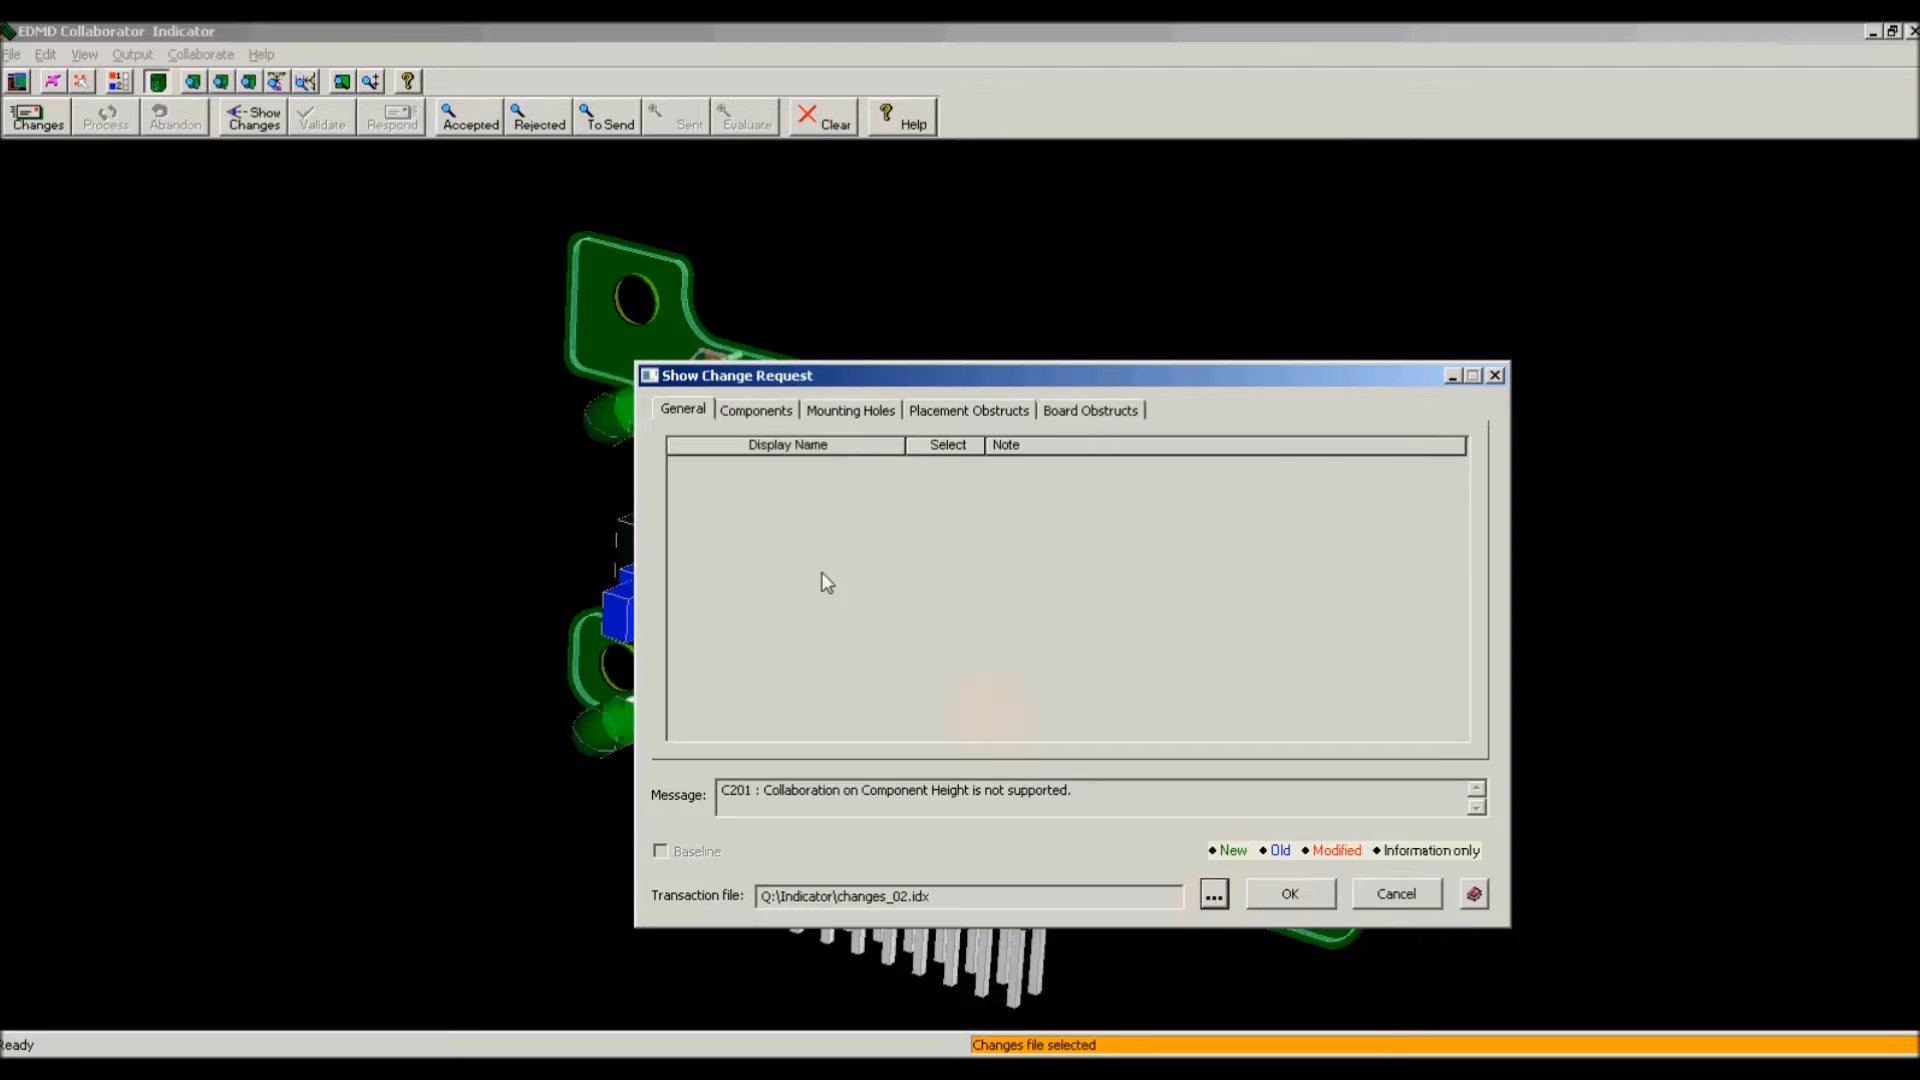 EDMD Collaborator Indicator
File Edit View Output Collaborate Help
Changes Process Abandon Show Changes Validate Respond Accepted Rejected To Send Sent Evaluate Clear Help
Show Change Request
General Components Mounting Holes Placement Obstructs Board Obstructs
Display Name Select Note
Message: C201 : Collaboration on Component Height is not supported.
Baseline New Old Modified Information only
Transaction file: Q:\Indicator\changes_02.idx ... OK Cancel
Ready Changes file selected